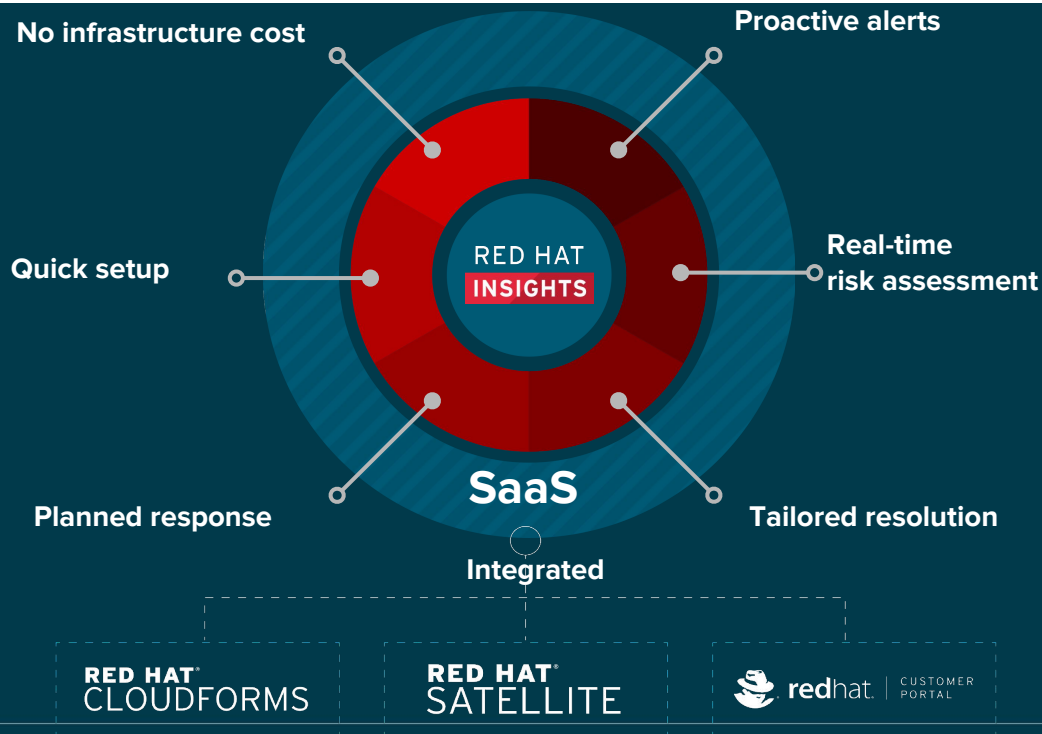 No infrastructure cost
Proactive alerts
Quick setup
RED HAT
INSIGHTS
Real-time
risk assessment
Planned response
SaaS
Tailored resolution
Integrated
RED HAT®
CLOUDFORMS
RED HAT®
SATELLITE
redhat.
CUSTOMER
PORTAL